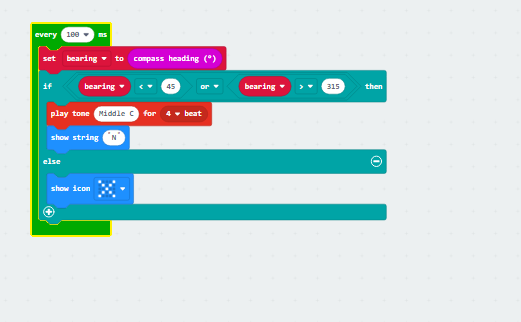 every 100 ms
set bearing to compass heading (°)
if bearing < 45 or bearing > 315 then
play tone Middle C for 4 beat
show string "N"
else
show icon